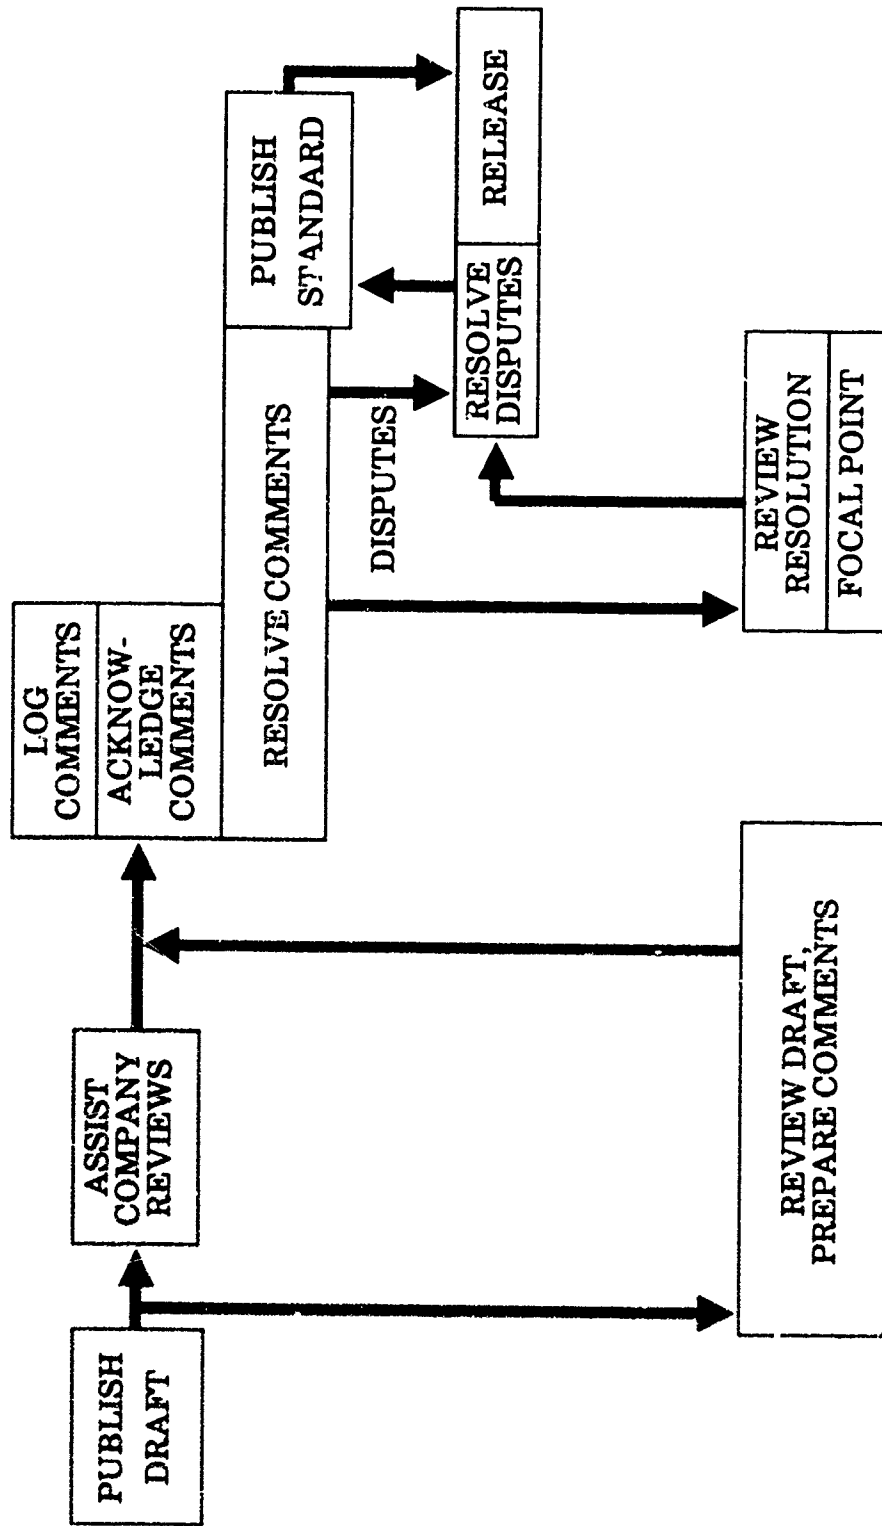 PUBLISH
DRAFT
ASSIST
COMPANY
REVIEWS
LOG
COMMENTS
ACKNOW-
LEDGE
COMMENTS
RESOLVE COMMENTS
PUBLISH
STANDARD
DISPUTES
RESOLVE
DISPUTES
RELEASE
REVIEW DRAFT,
PREPARE COMMENTS
REVIEW
RESOLUTION
FOCAL POINT